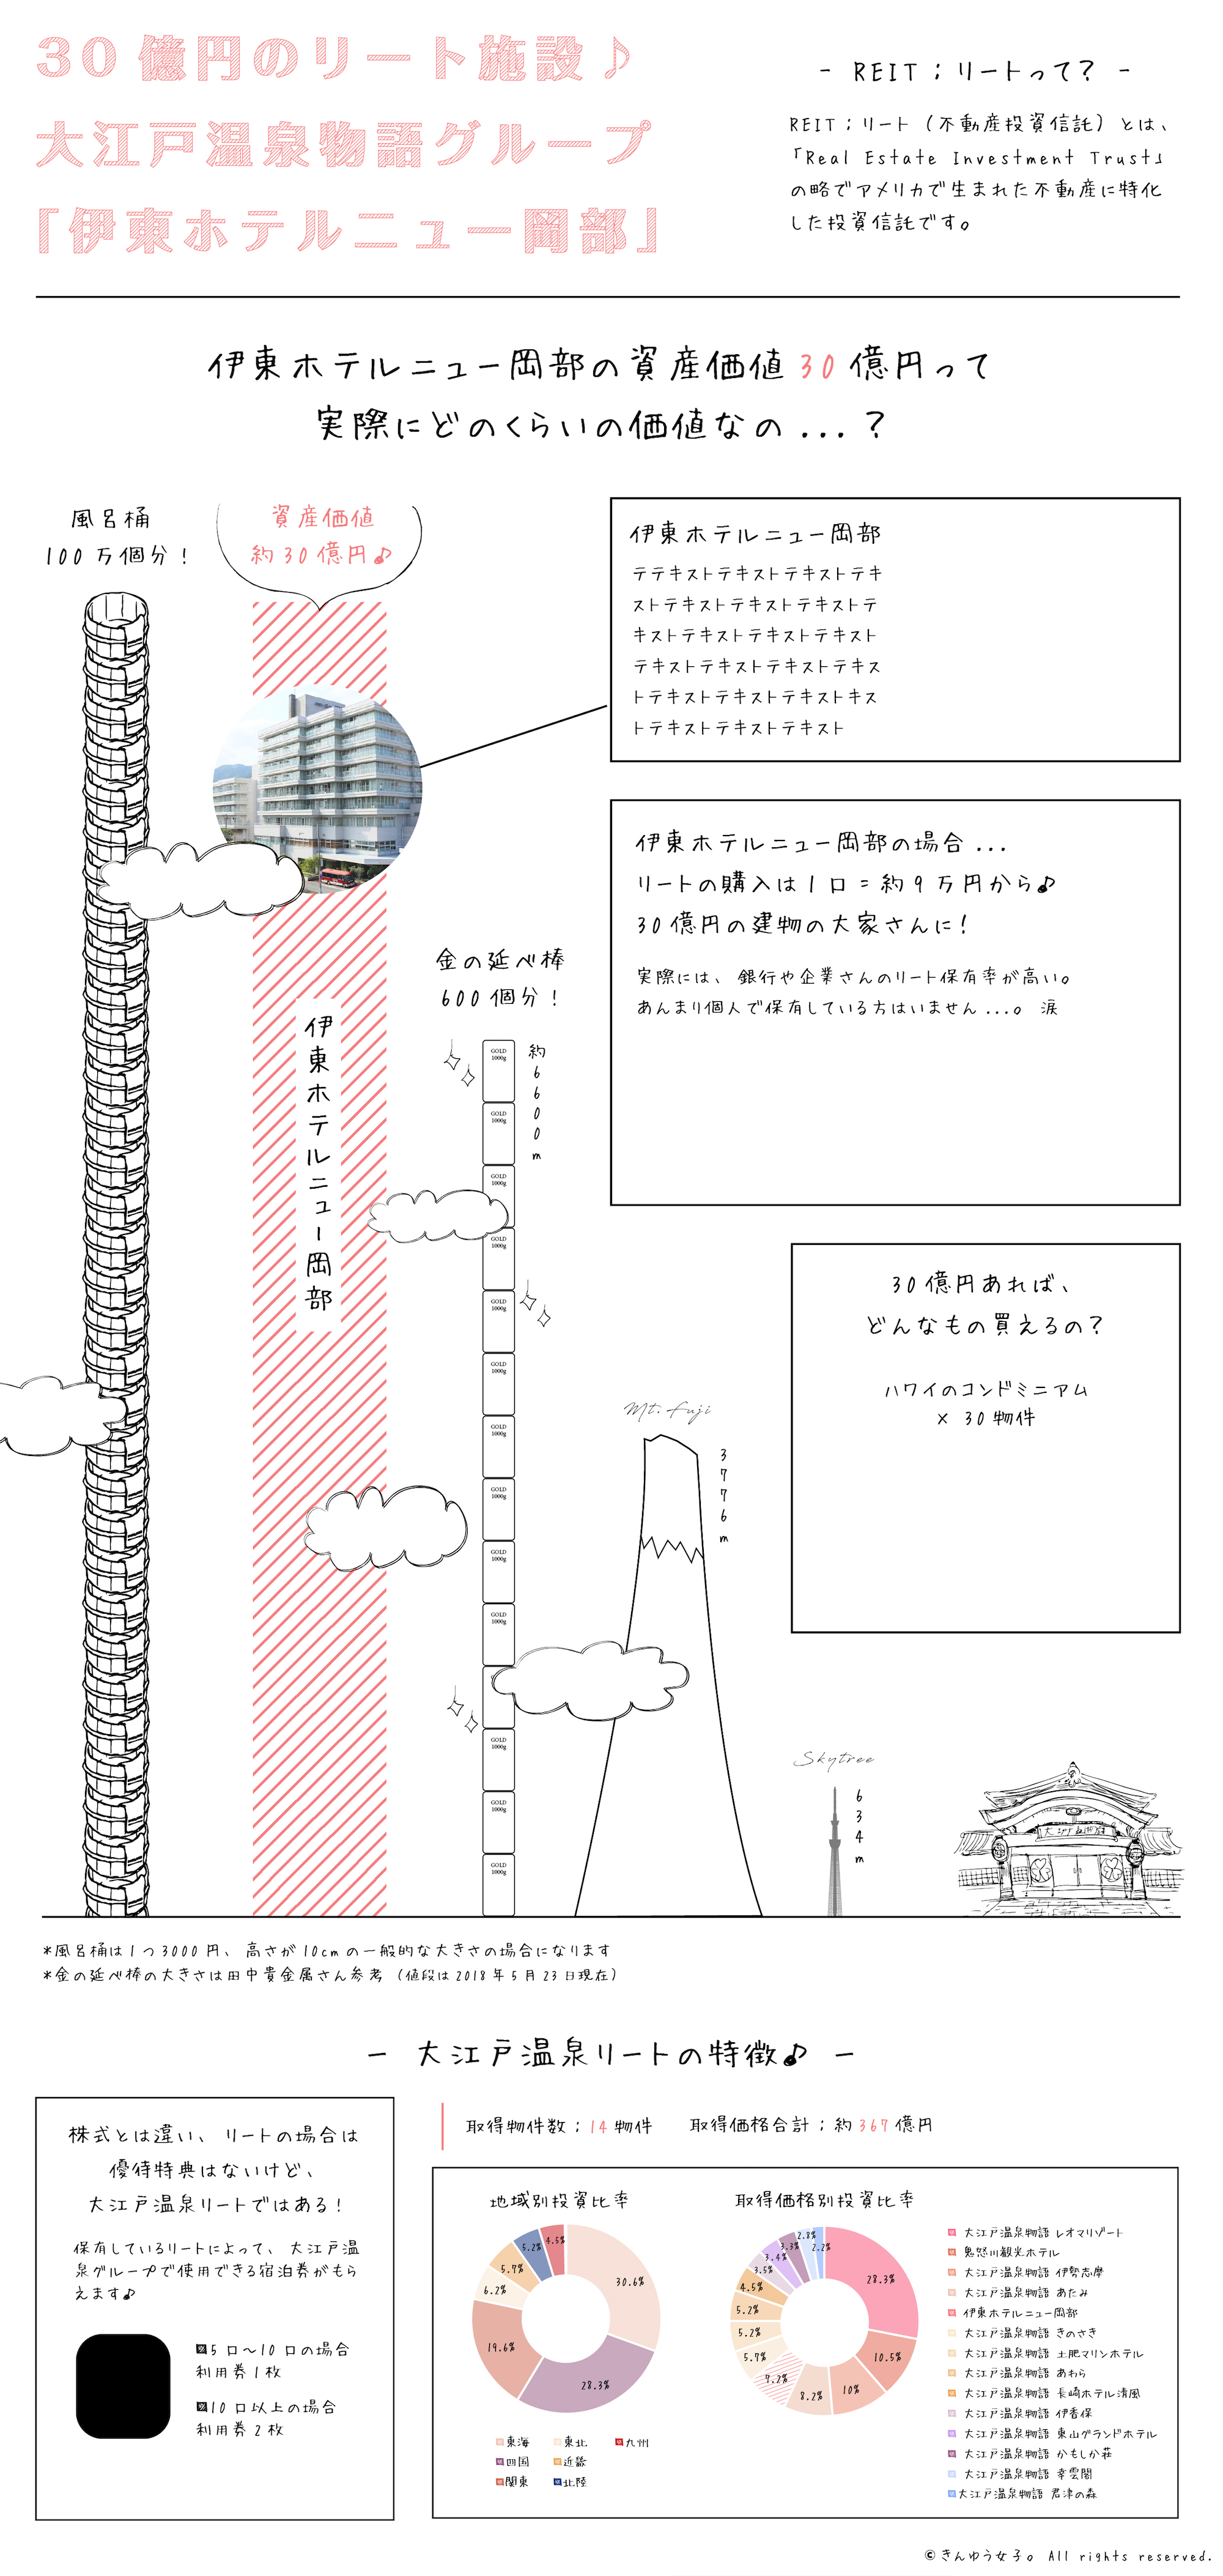 30億円のリート施設♪
大江戸温泉物語グループ
「伊東ホテルニュー岡部」
- REIT ; リートって? -
REIT ; リート (不動産投資信託) とは、
「Real Estate Investment Trust」
の略でアメリカで生まれた不動産に特化
した投資信託です。
伊東ホテルニュー岡部の資産価値30億円って
実際にどのくらいの価値なの...?
風呂桶
100万個分!
資産価値
約30億円♪
伊東ホテルニュー岡部
テテキストテキストテキストテキ
ストテキストテキストテキストテ
キストテキストテキストテキスト
テキストテキストテキストテキス
トテキストテキストテキストキス
トテキストテキストテキスト
伊東ホテルニュー岡部の場合...
リートの購入は1口=約9万円から♪
30億円の建物の大家さんに!
実際には、銀行や企業さんのリート保有率が高い。
あんまり個人で保有している方はいません...。 涙
伊東ホテルニュー岡部
金の延べ棒
600個分!
約6600m
GOLD
1000g
GOLD
1000g
GOLD
1000g
GOLD
1000g
GOLD
1000g
GOLD
1000g
GOLD
1000g
GOLD
1000g
GOLD
1000g
GOLD
1000g
GOLD
1000g
GOLD
1000g
GOLD
1000g
30億円あれば、
どんなもの買えるの?
ハワイのコンドミニアム
× 30物件
Mt. Fuji
3776m
Skytree
634m
*風呂桶は1つ3000円、高さが10cmの一般的な大きさの場合になります
*金の延べ棒の大きさは田中貴金属さん参考 (値段は2018年5月23日現在)
- 大江戸温泉リートの特徴♪ -
株式とは違い、リートの場合は
優待特典はないけど、
大江戸温泉リートではある!
保有しているリートによって、大江戸温
泉グループで使用できる宿泊券がもら
えます♪
5口~10口の場合
利用券1枚
10口以上の場合
利用券2枚
取得物件数 ; 14物件 取得価格合計 ; 約367億円
地域別投資比率
30.6%
28.3%
19.6%
6.2%
5.7%
5.2%
4.5%
東海 東北 九州
四国 近畿
関東 北陸
取得価格別投資比率
28.3%
10.5%
10%
8.2%
7.2%
5.7%
5.2%
5.2%
4.5%
3.5%
3.4%
3.3%
2.8%
2.2%
大江戸温泉物語 レオマリゾート
鬼怒川観光ホテル
大江戸温泉物語 伊勢志摩
大江戸温泉物語 あたみ
伊東ホテルニュー岡部
大江戸温泉物語 きのさき
大江戸温泉物語 土肥マリンホテル
大江戸温泉物語 あわら
大江戸温泉物語 長崎ホテル清風
大江戸温泉物語 伊香保
大江戸温泉物語 東山グランドホテル
大江戸温泉物語 かもしか荘
大江戸温泉物語 幸雲閣
大江戸温泉物語 君津の森
©きんゆう女子。 All rights reserved.